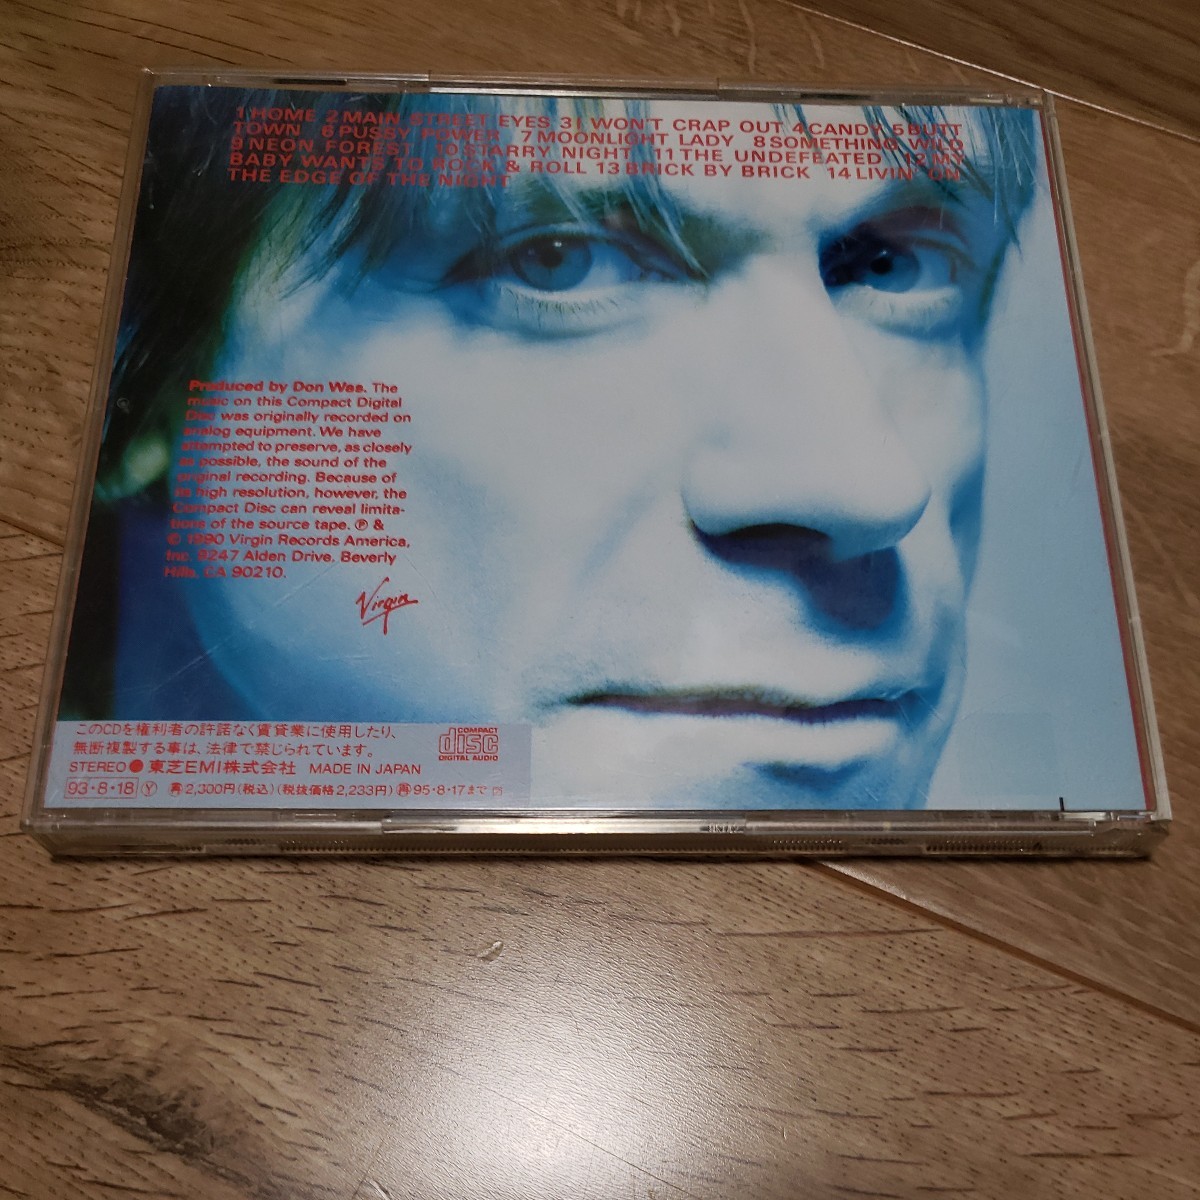 1 HOME 2 MAIN STREET EYES 3 I WON'T CRAP OUT 4 CANDY 5 BUTT
TOWN 6 PUSSY POWER 7 MOONLIGHT LADY 8 SOMETHING WILD
9 NEON FOREST 10 STARRY NIGHT 11 THE UNDEFEATED 12 MY
BABY WANTS TO ROCK & ROLL 13 BRICK BY BRICK 14 LIVIN' ON
THE EDGE OF THE NIGHT
Produced by Don Was. The
music on this Compact Digital
Disc was originally recorded on
analog equipment. We have
attempted to preserve, as closely
as possible, the sound of the
original recording. Because of
its high resolution, however, the
Compact Disc can reveal limita-
tions of the source tape. ℗ &
© 1990 Virgin Records America,
Inc. 9247 Alden Drive. Beverly
Hills, CA 90210.
Virgin
このCDを権利者の許諾なく賃貸業に使用したり、
無断複製する事は、法律で禁じられています。
STEREO ● 東芝EMI株式会社 MADE IN JAPAN
93・8・18 Ⓨ 再 2,300円(税込)(税抜価格2,233円) 再 95・8・17まで
COMPACT
disc
DIGITAL AUDIO